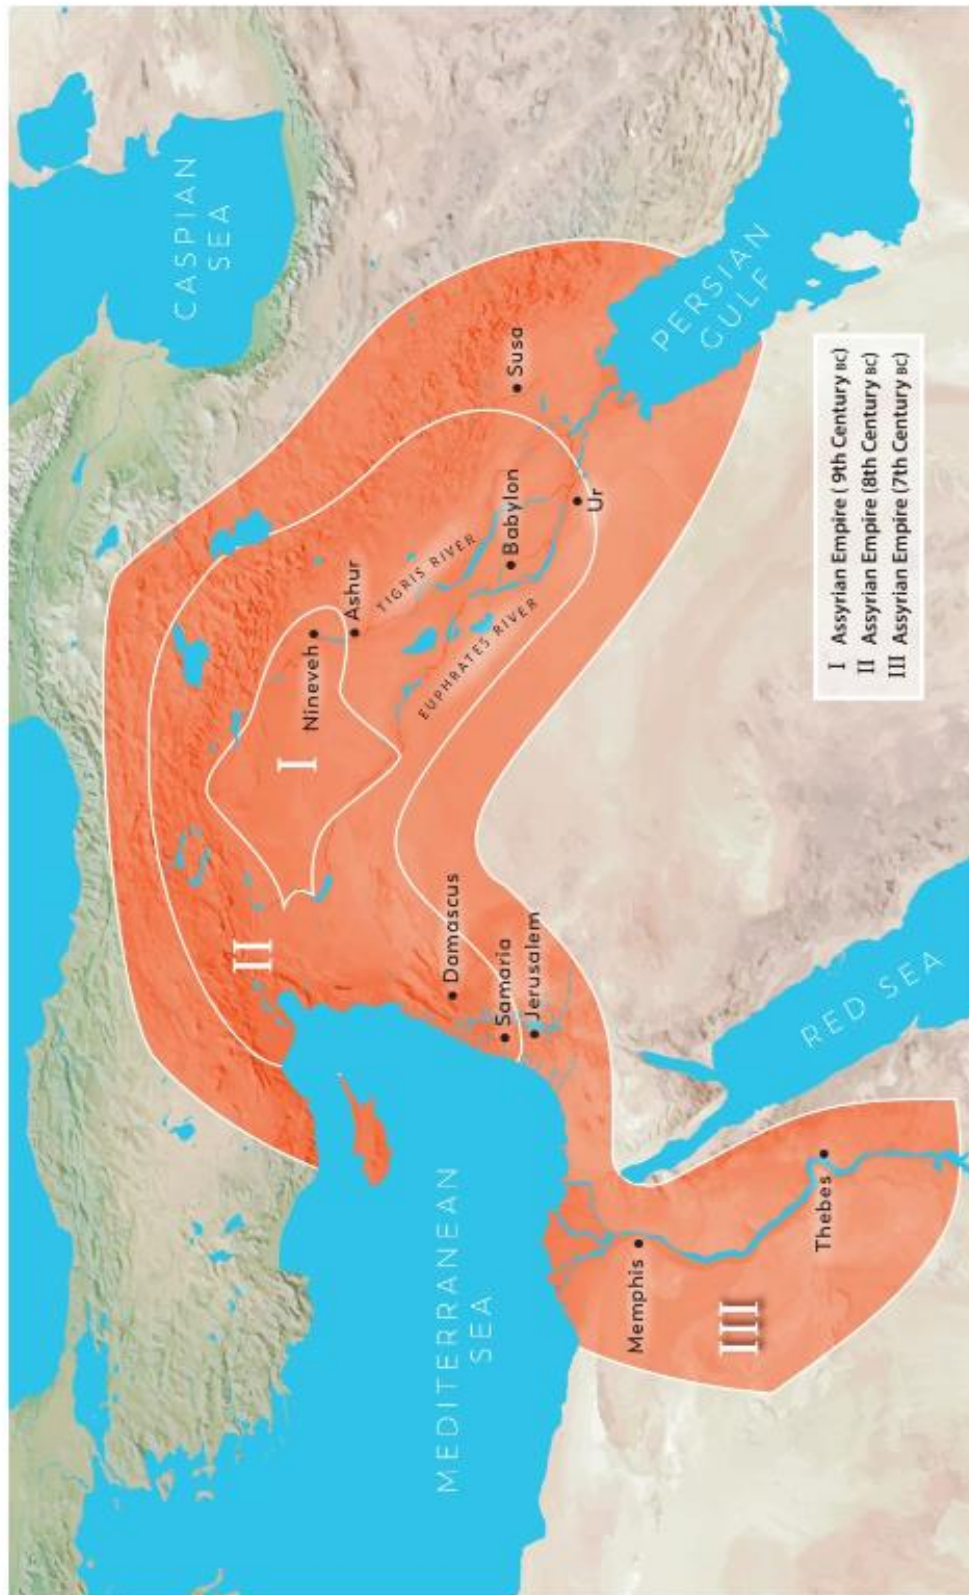 CASPIAN
SEA
PERSIAN
GULF
MEDITERRANEAN
SEA
RED SEA
TIGRIS RIVER
EUPHRATES RIVER
I
II
III
Nineveh
Ashur
Susa
Babylon
Ur
Damascus
Samaria
Jerusalem
Memphis
Thebes
I Assyrian Empire ( 9th Century BC)
II Assyrian Empire (8th Century BC)
III Assyrian Empire (7th Century BC)